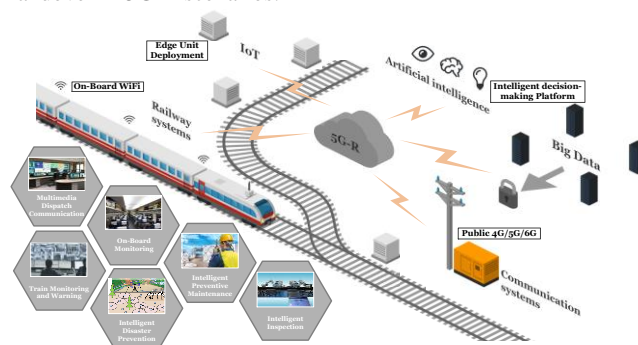 Edge Unit
Deployment
IoT
On-Board WiFi
Railway
systems
Artificial intelligence
Intelligent decision-
making Platform
Big Data
5G-R
Public 4G/5G/6G
Communication
systems
Multimedia
Dispatch
Communication
On-Board
Monitoring
Train Monitoring
and Warning
Intelligent
Preventive
Maintenance
Intelligent
Disaster
Prevention
Intelligent
Inspection